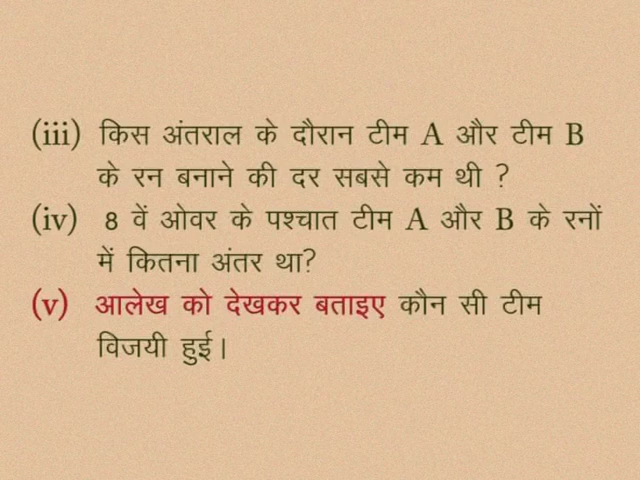 (iii) किस अंतराल के दौरान टीम A और टीम B
के रन बनाने की दर सबसे कम थी ?
(iv) 8 वें ओवर के पश्चात टीम A और B के रनों
में कितना अंतर था?
(v) आलेख को देखकर बताइए कौन सी टीम
विजयी हुई।